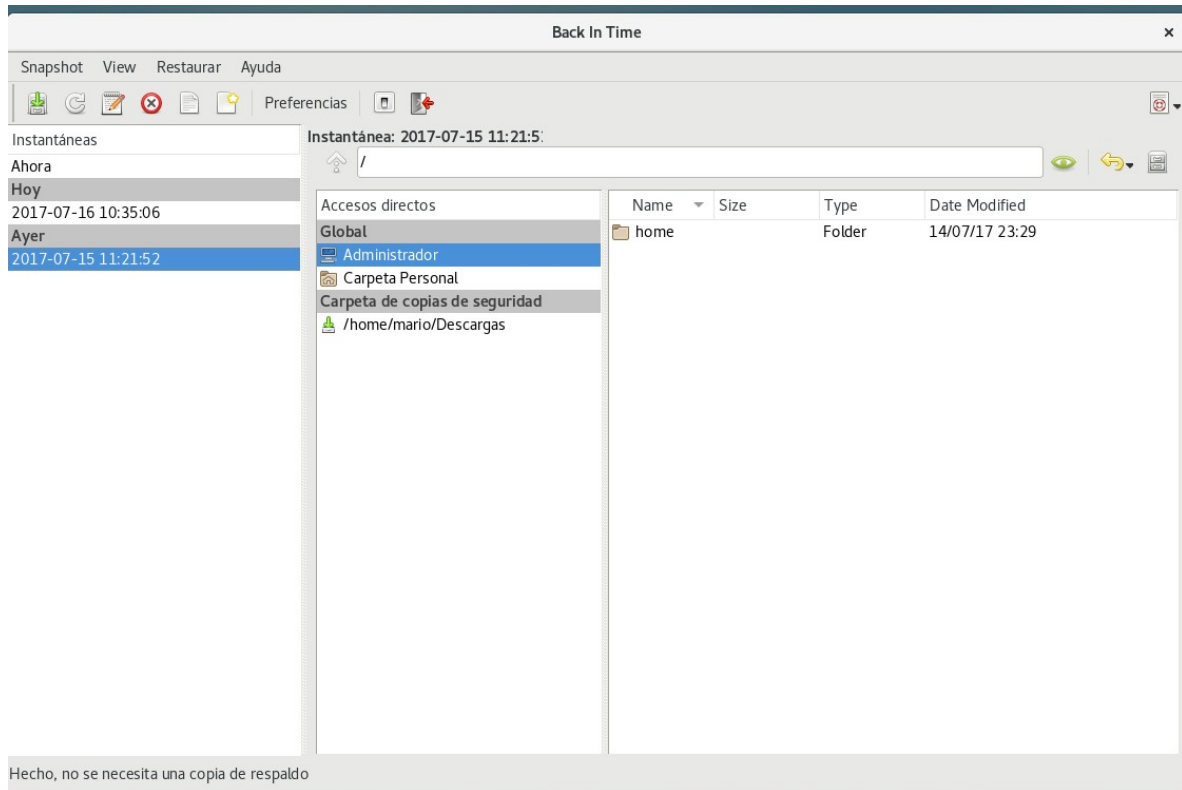 Back In Time
Snapshot View Restaurar Ayuda
Preferencias
Instantáneas
Ahora
Hoy
2017-07-16 10:35:06
Ayer
2017-07-15 11:21:52
Instantánea: 2017-07-15 11:21:5
/
Accesos directos
Global
Administrador
Carpeta Personal
Carpeta de copias de seguridad
/home/mario/Descargas
Name Size Type Date Modified
home Folder 14/07/17 23:29
Hecho, no se necesita una copia de respaldo